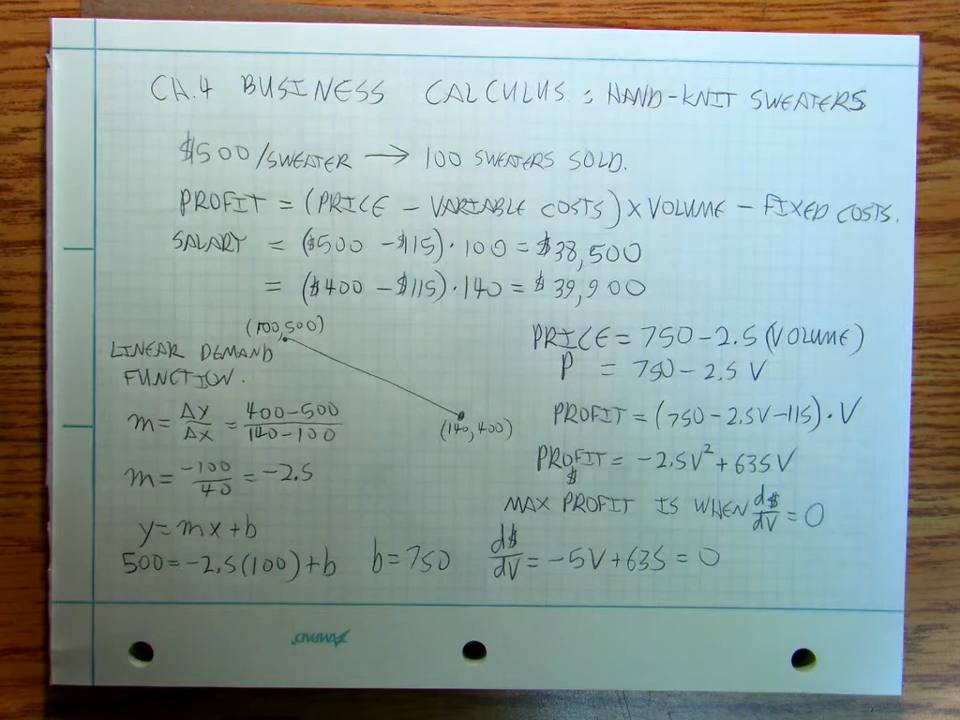 CH.4 BUSINESS CALCULUS : HAND-KNIT SWEATERS
$500/SWEATER → 100 SWEATERS SOLD.
PROFIT = (PRICE - VARIABLE COSTS) × VOLUME - FIXED COSTS.
SALARY = ($500 - $115)·100 = $38,500
= ($400 - $115)·140 = $39,900
(100,500)
LINEAR DEMAND
FUNCTION.
(140,400)
m = Δy/Δx = 400-500/140-100
m = -100/40 = -2.5
y = mx + b
500 = -2.5(100) + b b = 750
PRICE = 750 - 2.5 (VOLUME)
P = 750 - 2.5V
PROFIT = (750 - 2.5V - 115)·V
PROFIT = -2.5V² + 635V
$
MAX PROFIT IS WHEN d$/dV = 0
d$/dV = -5V + 635 = 0